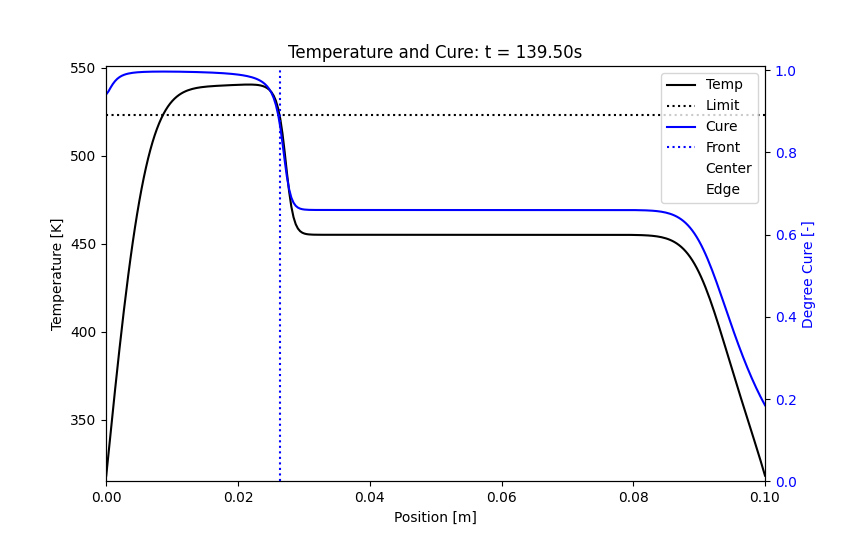 Temperature and Cure: t = 139.50s
550
500
450
400
350
Temperature [K]
1.0
0.8
0.6
0.4
0.2
0.0
Degree Cure [-]
Temp
Limit
Cure
Front
Center
Edge
0.00
0.02
0.04
0.06
0.08
0.10
Position [m]